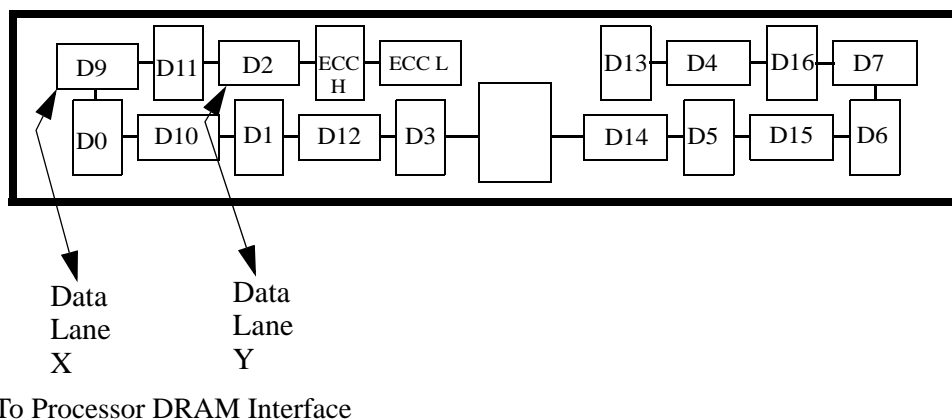 D9 D11 D2 ECC H ECC L D13 D4 D16 D7
D0 D10 D1 D12 D3 D14 D5 D15 D6
Data Lane X
Data Lane Y
To Processor DRAM Interface